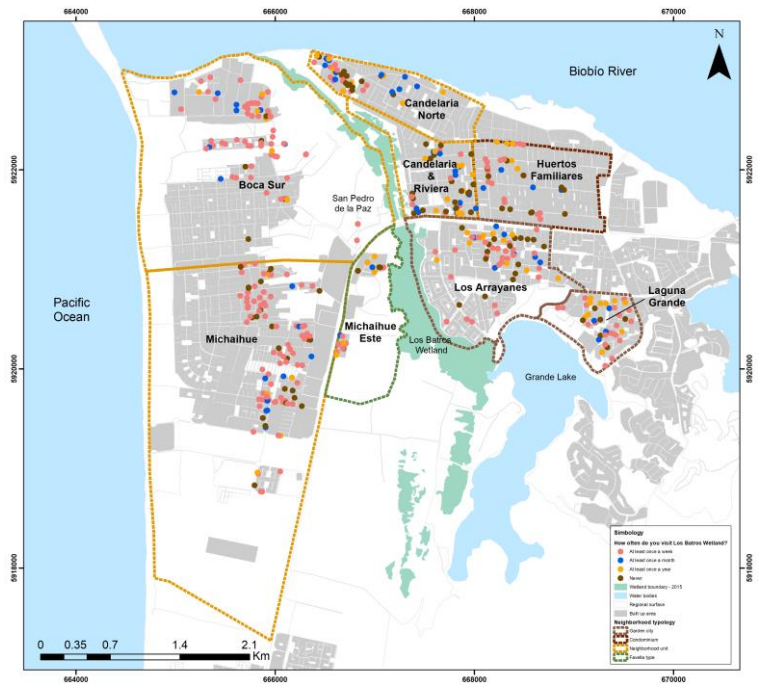 664000
666000
668000
670000
N
Biobío River
Candelaria
Norte
5922000
5922000
Candelaria
&
Riviera
Huertos
Familiares
Boca Sur
San Pedro
de la Paz
Los Arrayanes
Laguna
Grande
Pacific
Ocean
Michaihue
Michaihue
Este
Los Batros
Wetland
Grande Lake
5920000
5920000
Simbology
How often do you visit Los Batros Wetland?
At least once a week
At least once a month
At least once a year
Never
Wetland boundary - 2015
Water bodies
Regional surface
Built up area
Neighborhood typology
Garden city
Condominium
Neighborhood unit
Favella type
5918000
5918000
0 0.35 0.7 1.4 2.1
Km
664000
666000
668000
670000